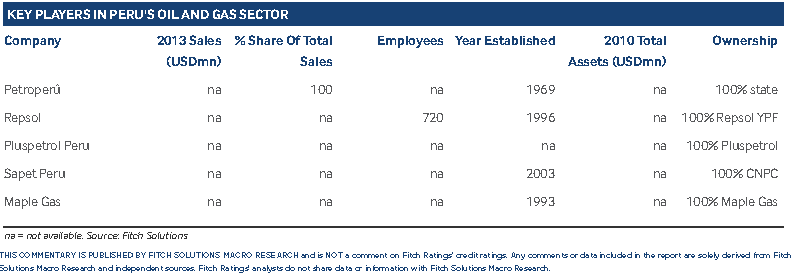 KEY PLAYERS IN PERU'S OIL AND GAS SECTOR
Company 2013 Sales (USDmn) % Share Of Total Sales Employees Year Established 2010 Total Assets (USDmn) Ownership
Petroperú na 100 na 1969 na 100% state
Repsol na na 720 1996 na 100% Repsol YPF
Pluspetrol Peru na na na na na 100% Pluspetrol
Sapet Peru na na na 2003 na 100% CNPC
Maple Gas na na na 1993 na 100% Maple Gas
na = not available. Source: Fitch Solutions
THIS COMMENTARY IS PUBLISHED BY FITCH SOLUTIONS MACRO RESEARCH and is NOT a comment on Fitch Ratings' credit ratings. Any comments or data included in the report are solely derived from Fitch
Solutions Macro Research and independent sources. Fitch Ratings' analysts do not share data or information with Fitch Solutions Macro Research.